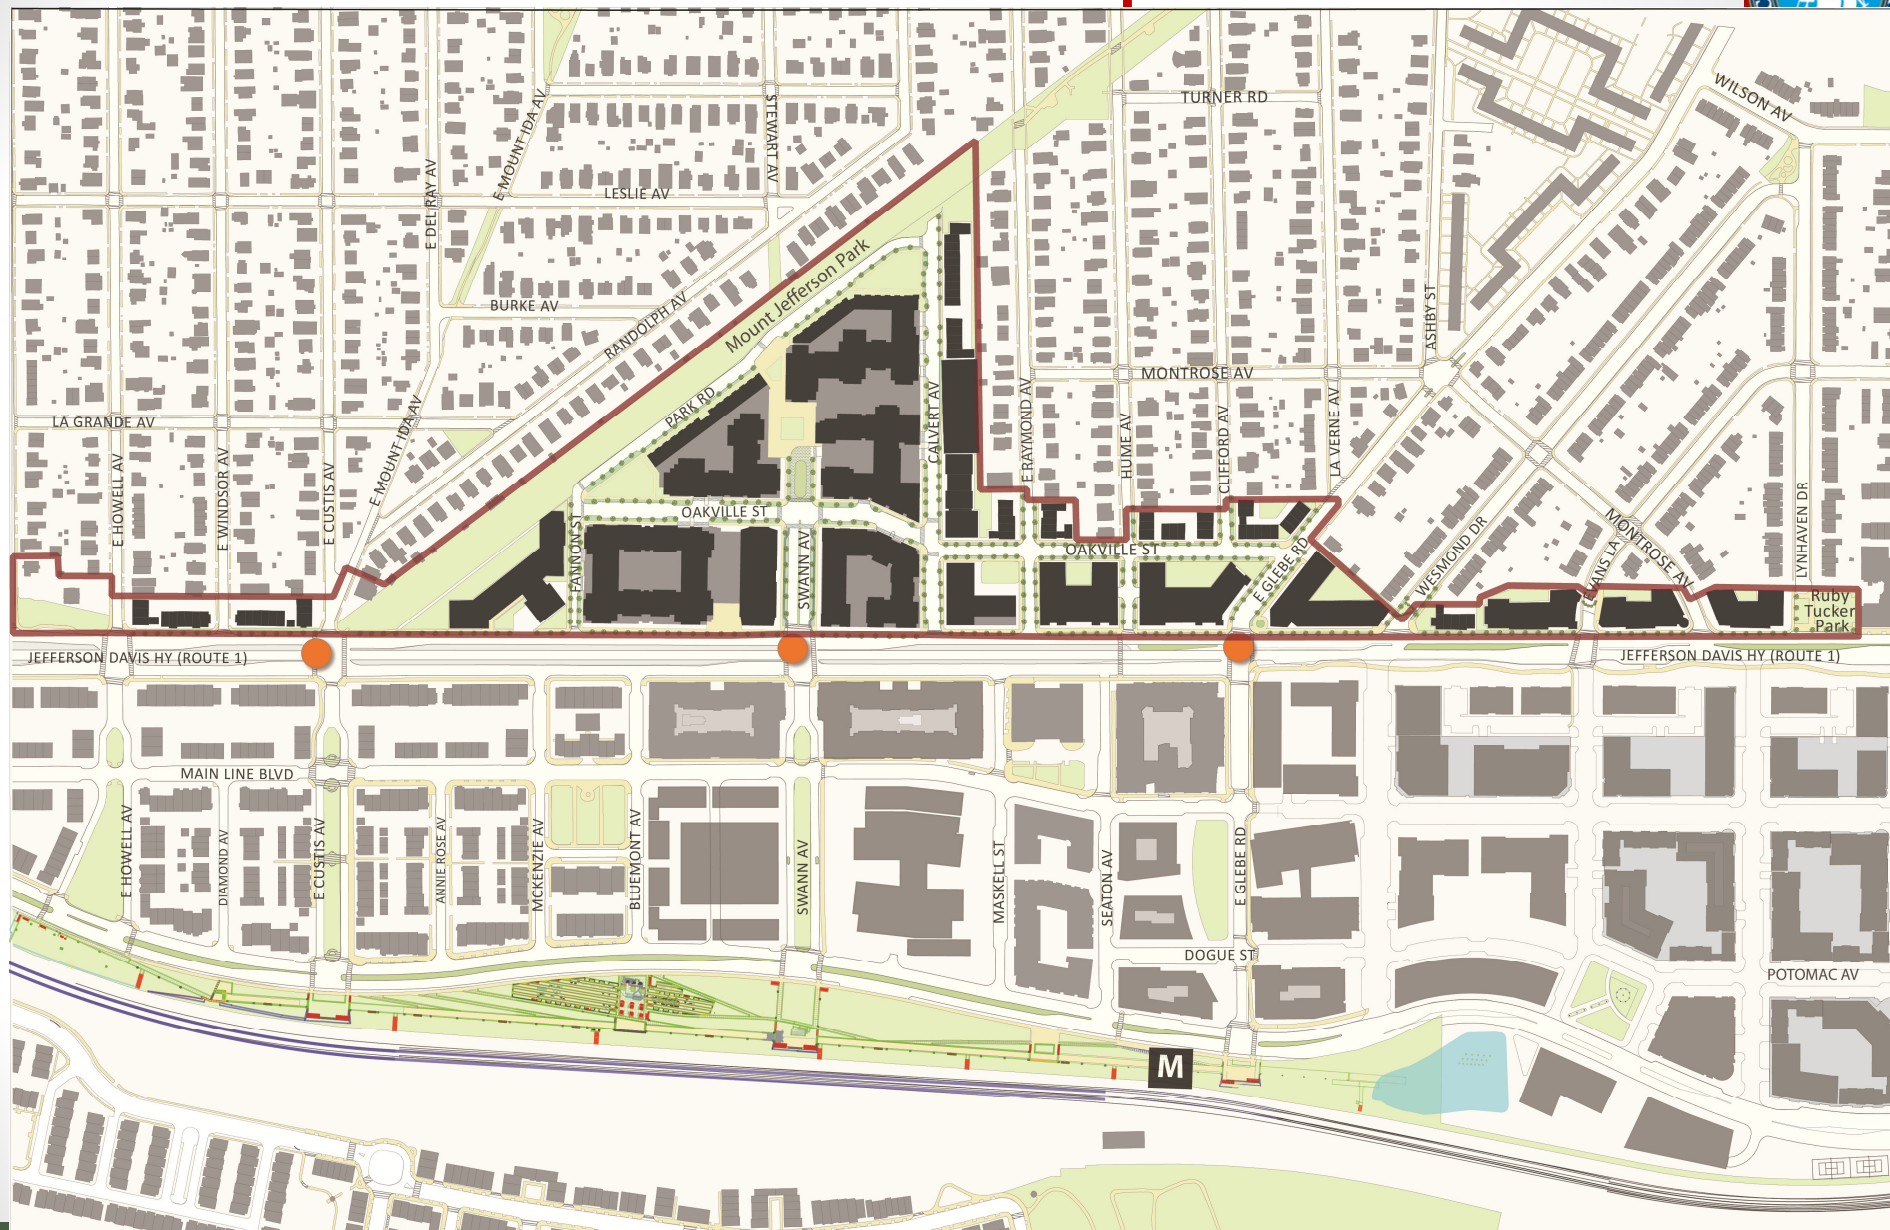 TURNER RD
WILSON AV
STEWART AV
E MOUNT IDA AV
LESLIE AV
E DEL RAY AV
Mount Jefferson Park
BURKE AV
RANDOLPH AV
ASHBY ST
MONTROSE AV
PARK RD
CALVERT AV
E RAYMOND AV
HUME AV
CLIFFORD AV
LA VERNE AV
LA GRANDE AV
E MOUNT IDA AV
E HOWELL AV
E WINDSOR AV
E CUSTIS AV
OAKVILLE ST
FANNON ST
SWANN AV
OAKVILLE ST
E GLEBE RD
WESMOND DR
EVANS LA
MONTROSE AV
LYNHAVEN DR
Ruby
Tucker
Park
JEFFERSON DAVIS HY (ROUTE 1)
JEFFERSON DAVIS HY (ROUTE 1)
MAIN LINE BLVD
E HOWELL AV
DIAMOND AV
E CUSTIS AV
ANNIE ROSE AV
MCKENZIE AV
BLUEMONT AV
SWANN AV
MASKELL ST
SEATON AV
E GLEBE RD
DOGUE ST
POTOMAC AV
M